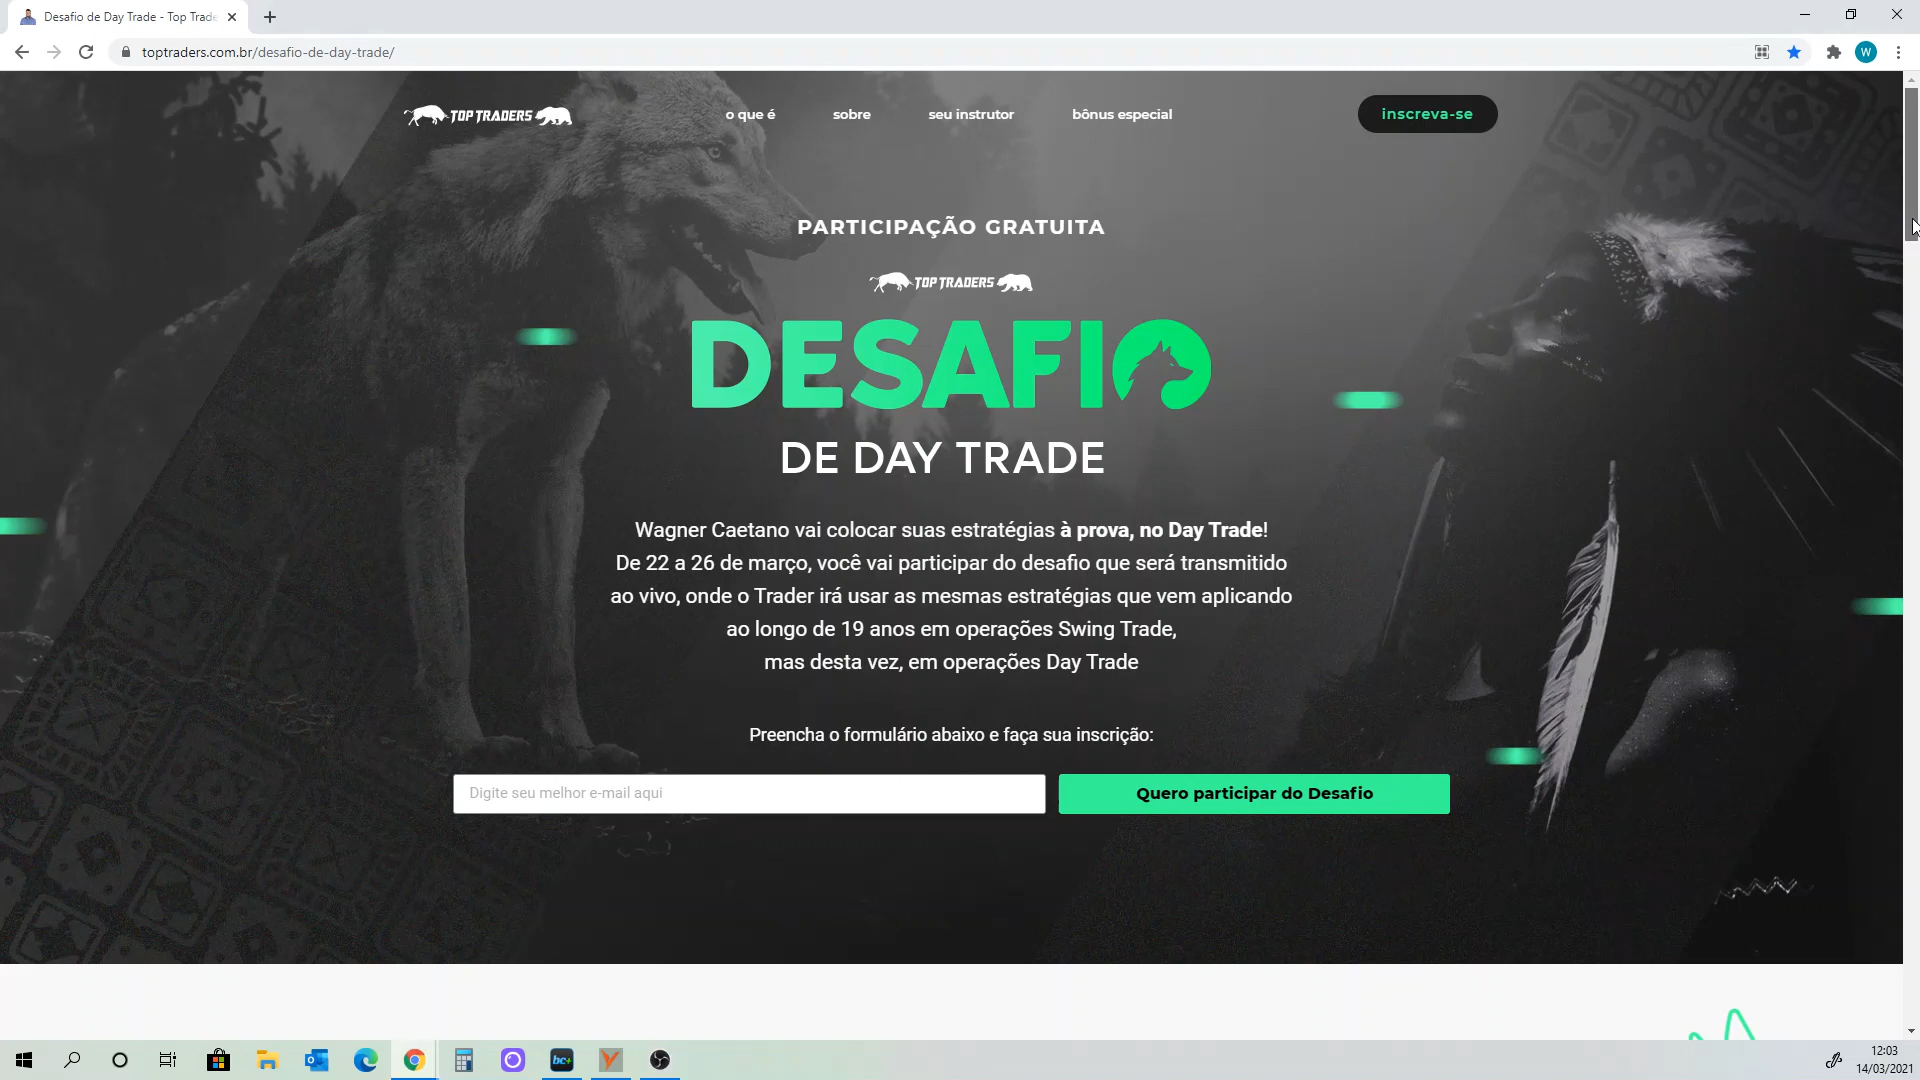 Desafio de Day Trade - Top Trade
toptraders.com.br/desafio-de-day-trade/
W
TOP TRADERS
o que é
sobre
seu instrutor
bônus especial
inscreva-se
PARTICIPAÇÃO GRATUITA
TOP TRADERS
DESAFIO
DE DAY TRADE
Wagner Caetano vai colocar suas estratégias à prova, no Day Trade!
De 22 a 26 de março, você vai participar do desafio que será transmitido
ao vivo, onde o Trader irá usar as mesmas estratégias que vem aplicando
ao longo de 19 anos em operações Swing Trade,
mas desta vez, em operações Day Trade
Preencha o formulário abaixo e faça sua inscrição:
Digite seu melhor e-mail aqui
Quero participar do Desafio
bc+
12:03
14/03/2021